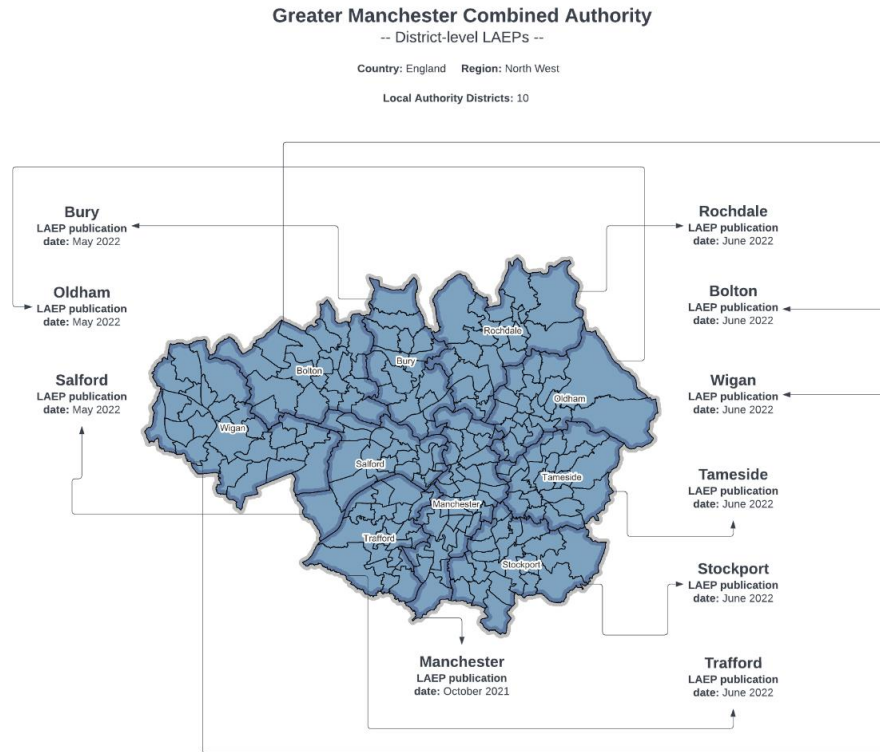 Greater Manchester Combined Authority
-- District-level LAEPs --
Country: England Region: North West
Local Authority Districts: 10
Bury
LAEP publication
date: May 2022
Oldham
LAEP publication
date: May 2022
Salford
LAEP publication
date: May 2022
Rochdale
LAEP publication
date: June 2022
Bolton
LAEP publication
date: June 2022
Wigan
LAEP publication
date: June 2022
Tameside
LAEP publication
date: June 2022
Stockport
LAEP publication
date: June 2022
Trafford
LAEP publication
date: June 2022
Manchester
LAEP publication
date: October 2021
Rochdale
Bury
Bolton
Oldham
Wigan
Salford
Tameside
Manchester
Trafford
Stockport